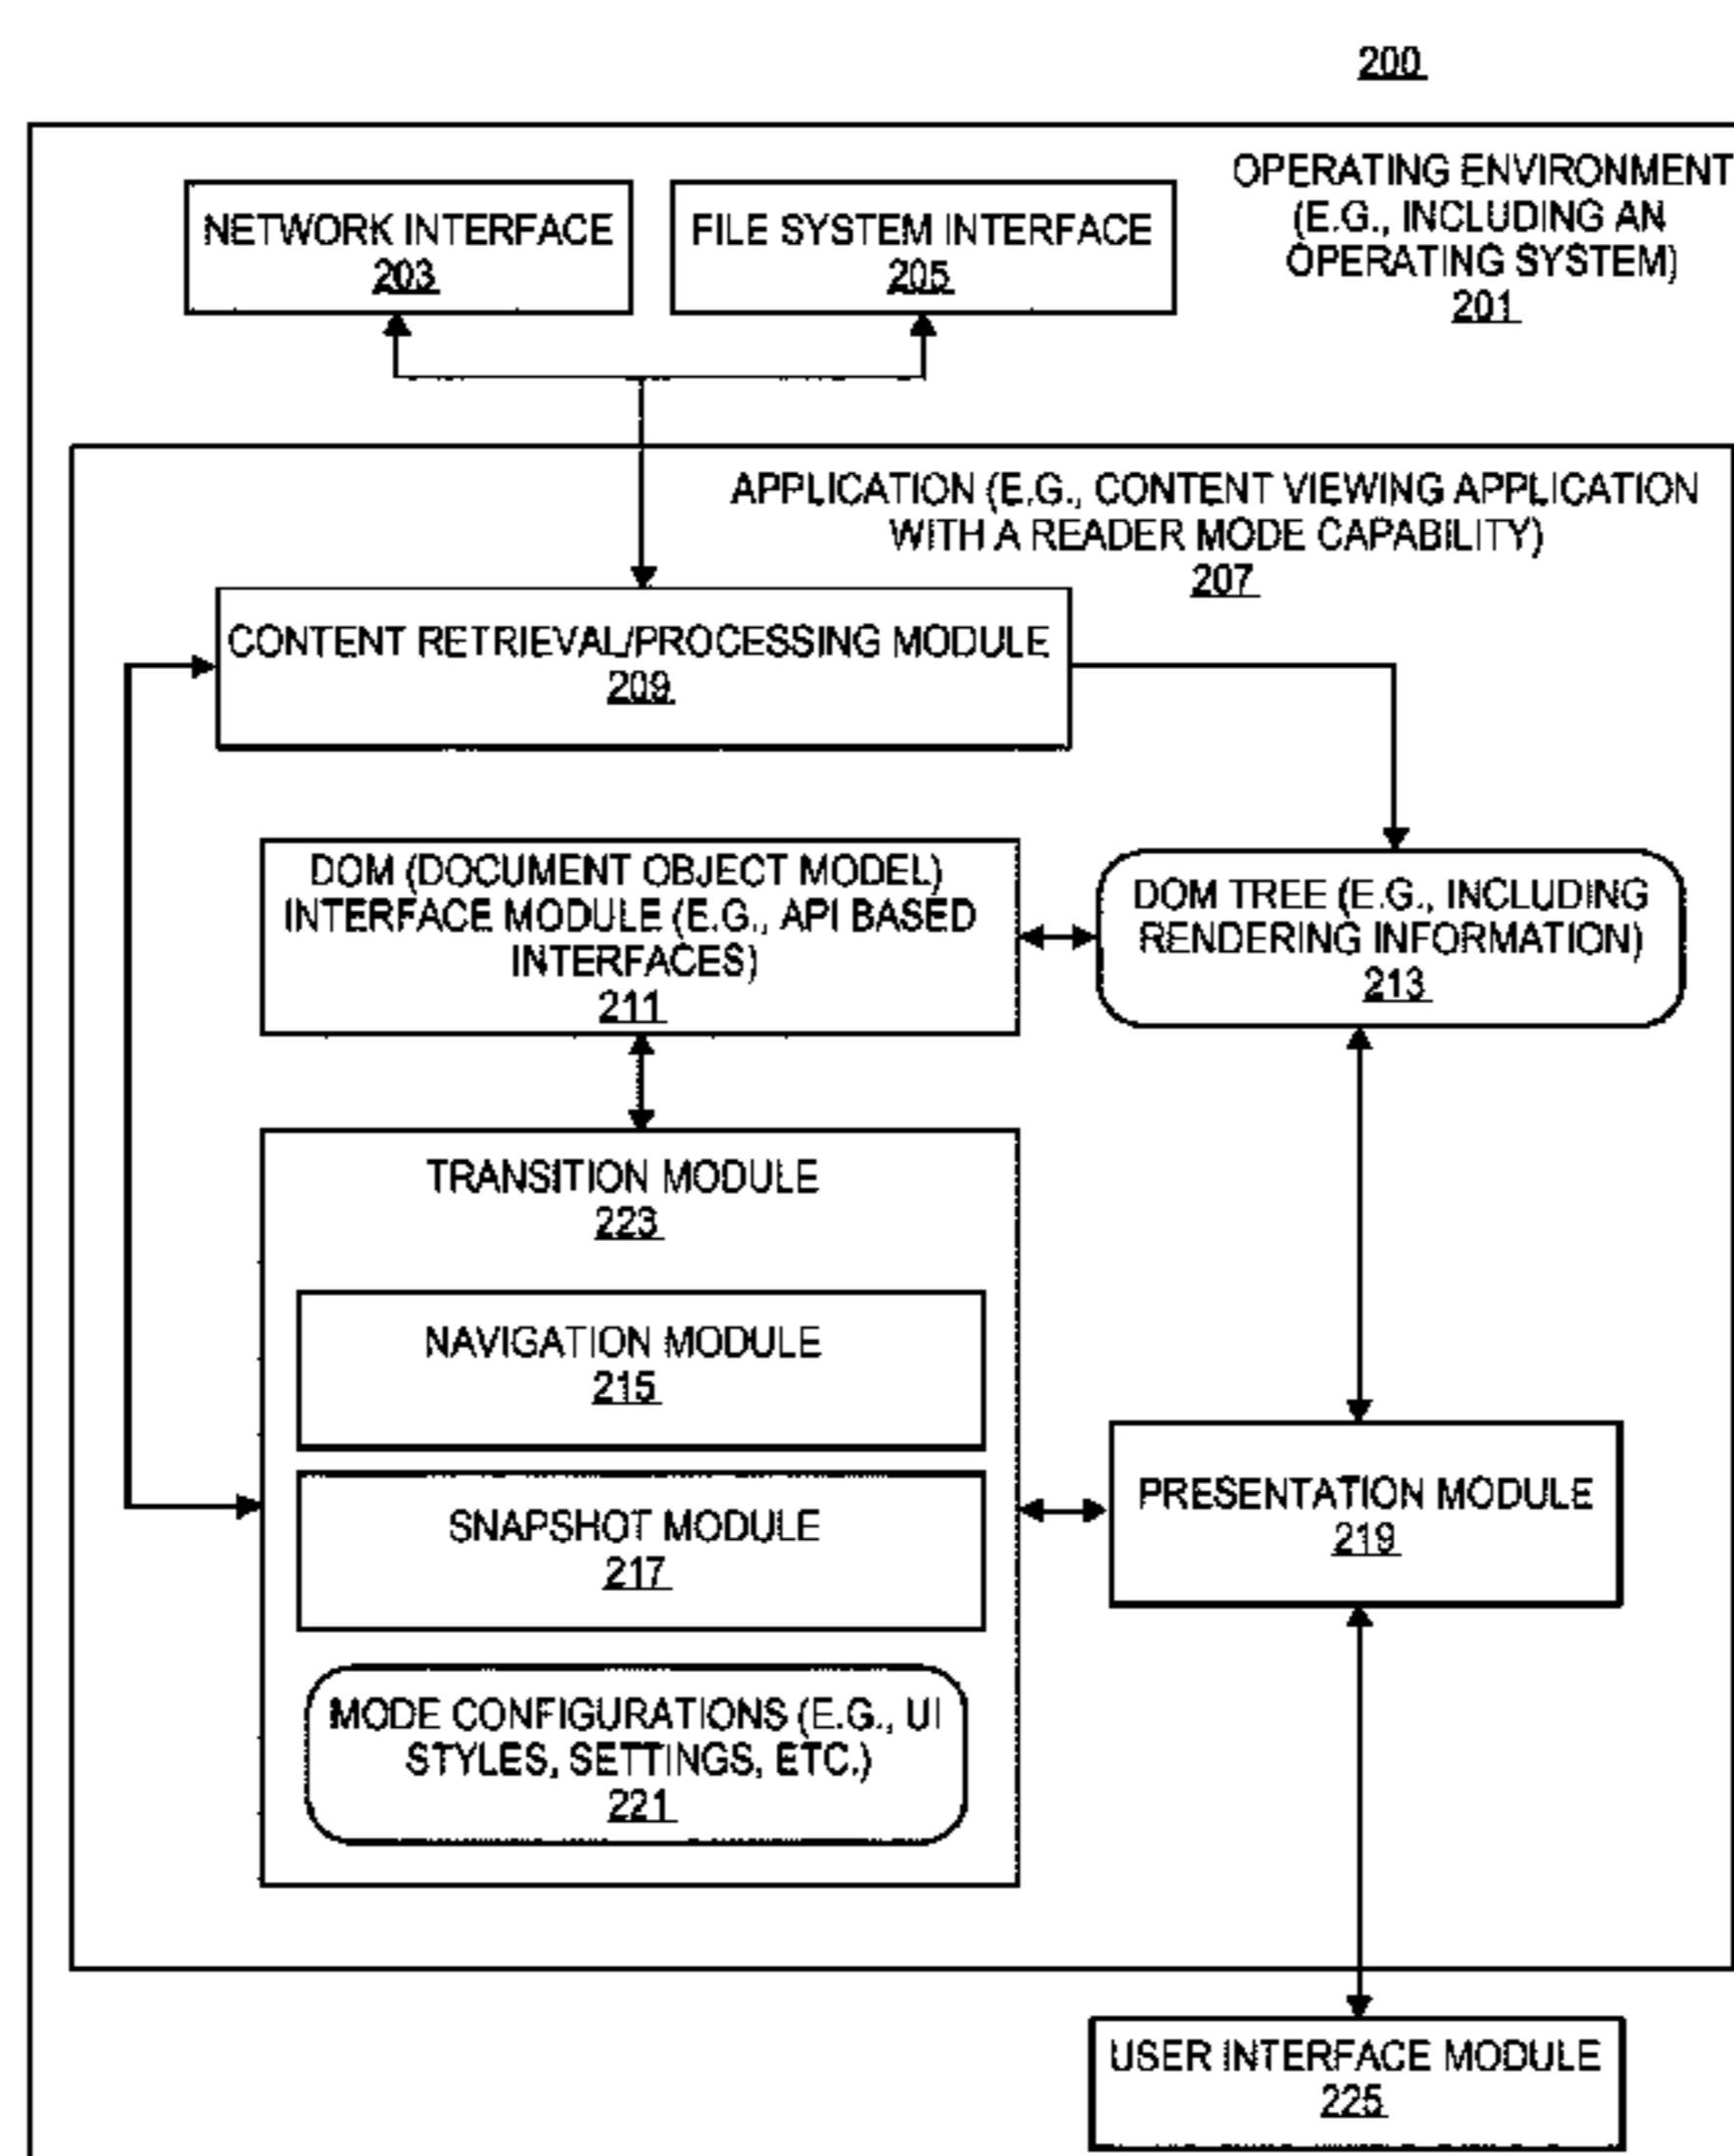 200
OPERATING ENVIRONMENT
(E.G., INCLUDING AN
OPERATING SYSTEM)
201
NETWORK INTERFACE
203
FILE SYSTEM INTERFACE
205
APPLICATION (E.G., CONTENT VIEWING APPLICATION
WITH A READER MODE CAPABILITY)
207
CONTENT RETRIEVAL/PROCESSING MODULE
209
DOM (DOCUMENT OBJECT MODEL)
INTERFACE MODULE (E.G., API BASED
INTERFACES)
211
DOM TREE (E.G., INCLUDING
RENDERING INFORMATION)
213
TRANSITION MODULE
223
NAVIGATION MODULE
215
SNAPSHOT MODULE
217
MODE CONFIGURATIONS (E.G., UI
STYLES, SETTINGS, ETC.)
221
PRESENTATION MODULE
219
USER INTERFACE MODULE
225